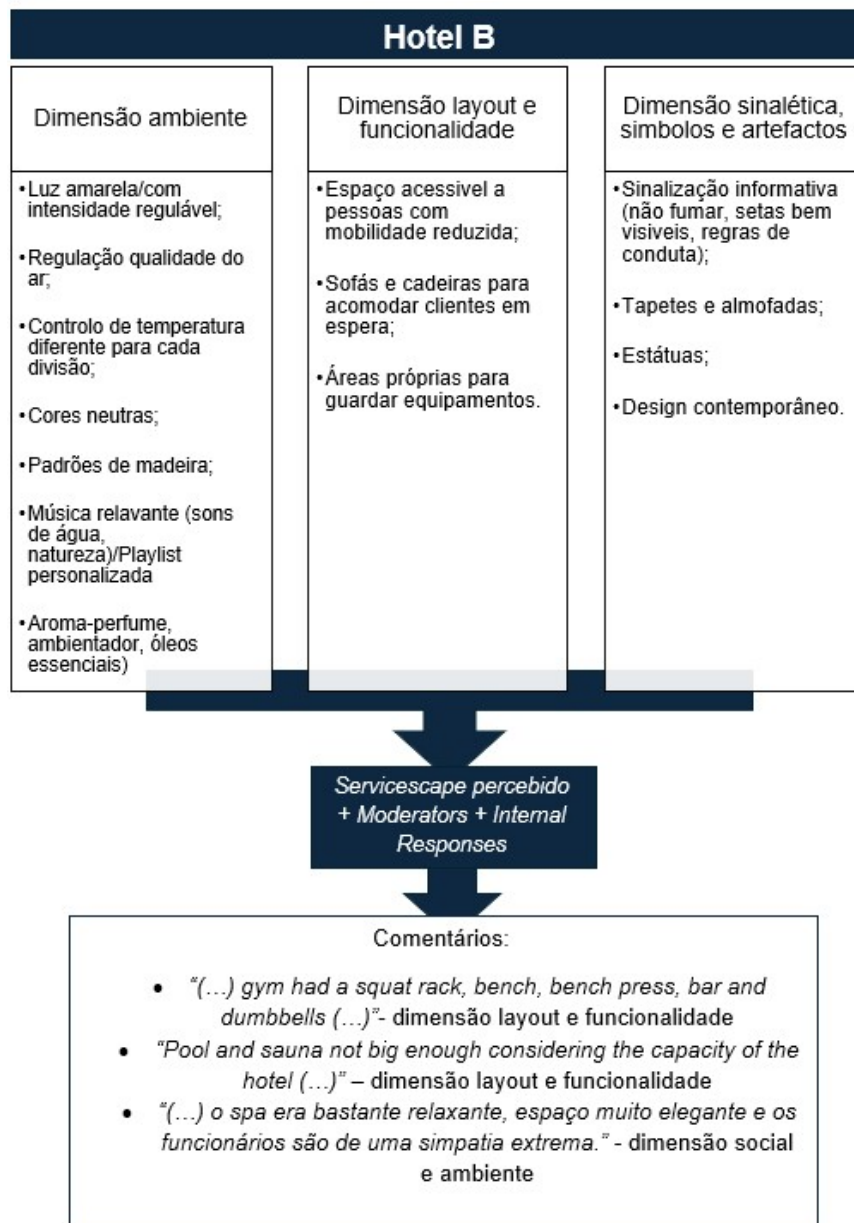 Hotel B
Dimensão ambiente
•Luz amarela/com
intensidade regulável;
•Regulação qualidade do
ar;
•Controlo de temperatura
diferente para cada
divisão;
•Cores neutras;
•Padrões de madeira;
•Música relavante (sons
de água,
natureza)/Playlist
personalizada
•Aroma-perfume,
ambientador, óleos
essenciais)
Dimensão layout e
funcionalidade
•Espaço acessivel a
pessoas com
mobilidade reduzida;
•Sofás e cadeiras para
acomodar clientes em
espera;
•Áreas próprias para
guardar equipamentos.
Dimensão sinalética,
simbolos e artefactos
•Sinalização informativa
(não fumar, setas bem
visiveis, regras de
conduta);
•Tapetes e almofadas;
•Estátuas;
•Design contemporâneo.
Servicescape percebido
+ Moderators + Internal
Responses
Comentários:
• "(…) gym had a squat rack, bench, bench press, bar and
dumbbells (…)"- dimensão layout e funcionalidade
• "Pool and sauna not big enough considering the capacity of the
hotel (…)" – dimensão layout e funcionalidade
• "(…) o spa era bastante relaxante, espaço muito elegante e os
funcionários são de uma simpatia extrema." - dimensão social
e ambiente